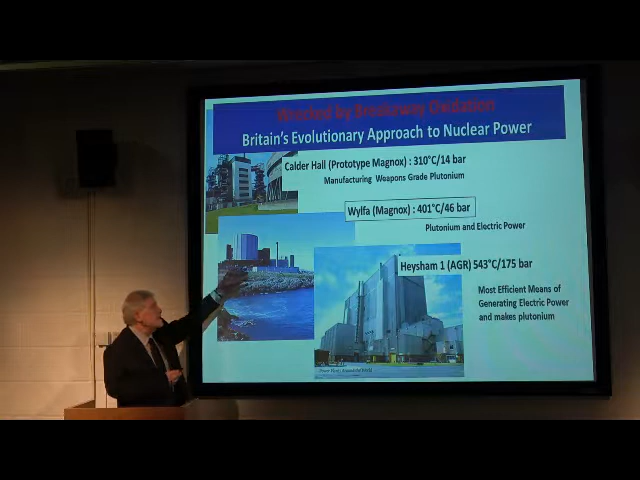 Wrecked by Breakaway Oxidation
Britain's Evolutionary Approach to Nuclear Power
Calder Hall (Prototype Magnox) : 310°C/14 bar
Manufacturing Weapons Grade Plutonium
Wylfa (Magnox) : 401°C/46 bar
Plutonium and Electric Power
Heysham 1 (AGR) 543°C/175 bar
Most Efficient Means of
Generating Electric Power
and makes plutonium